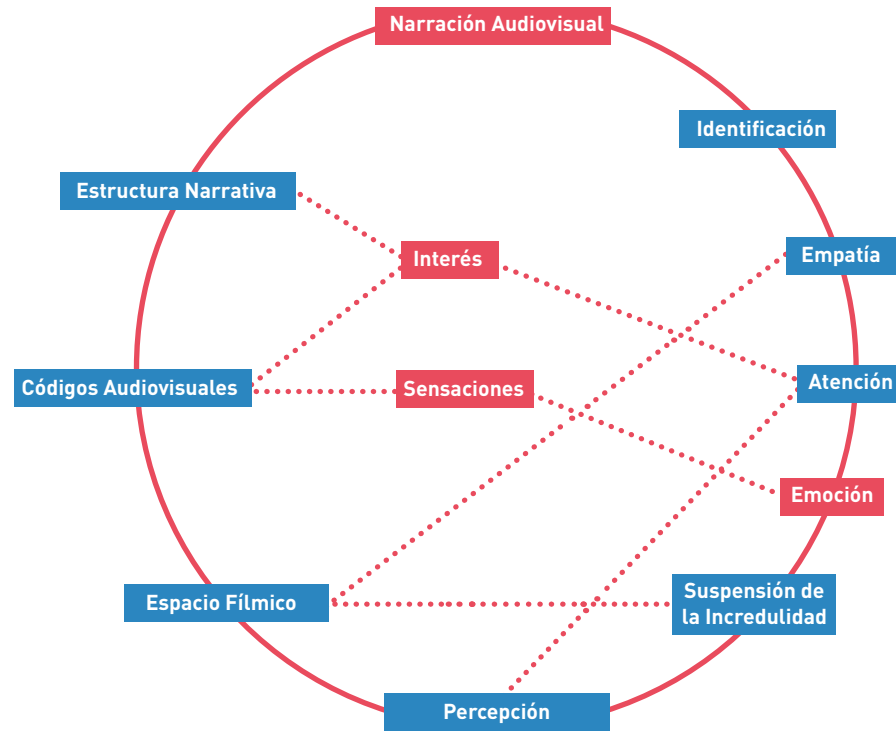 Narración Audiovisual
Identificación
Estructura Narrativa
Empatía
Interés
Atención
Códigos Audiovisuales
Sensaciones
Emoción
Espacio Fílmico
Suspensión de
la Incredulidad
Percepción